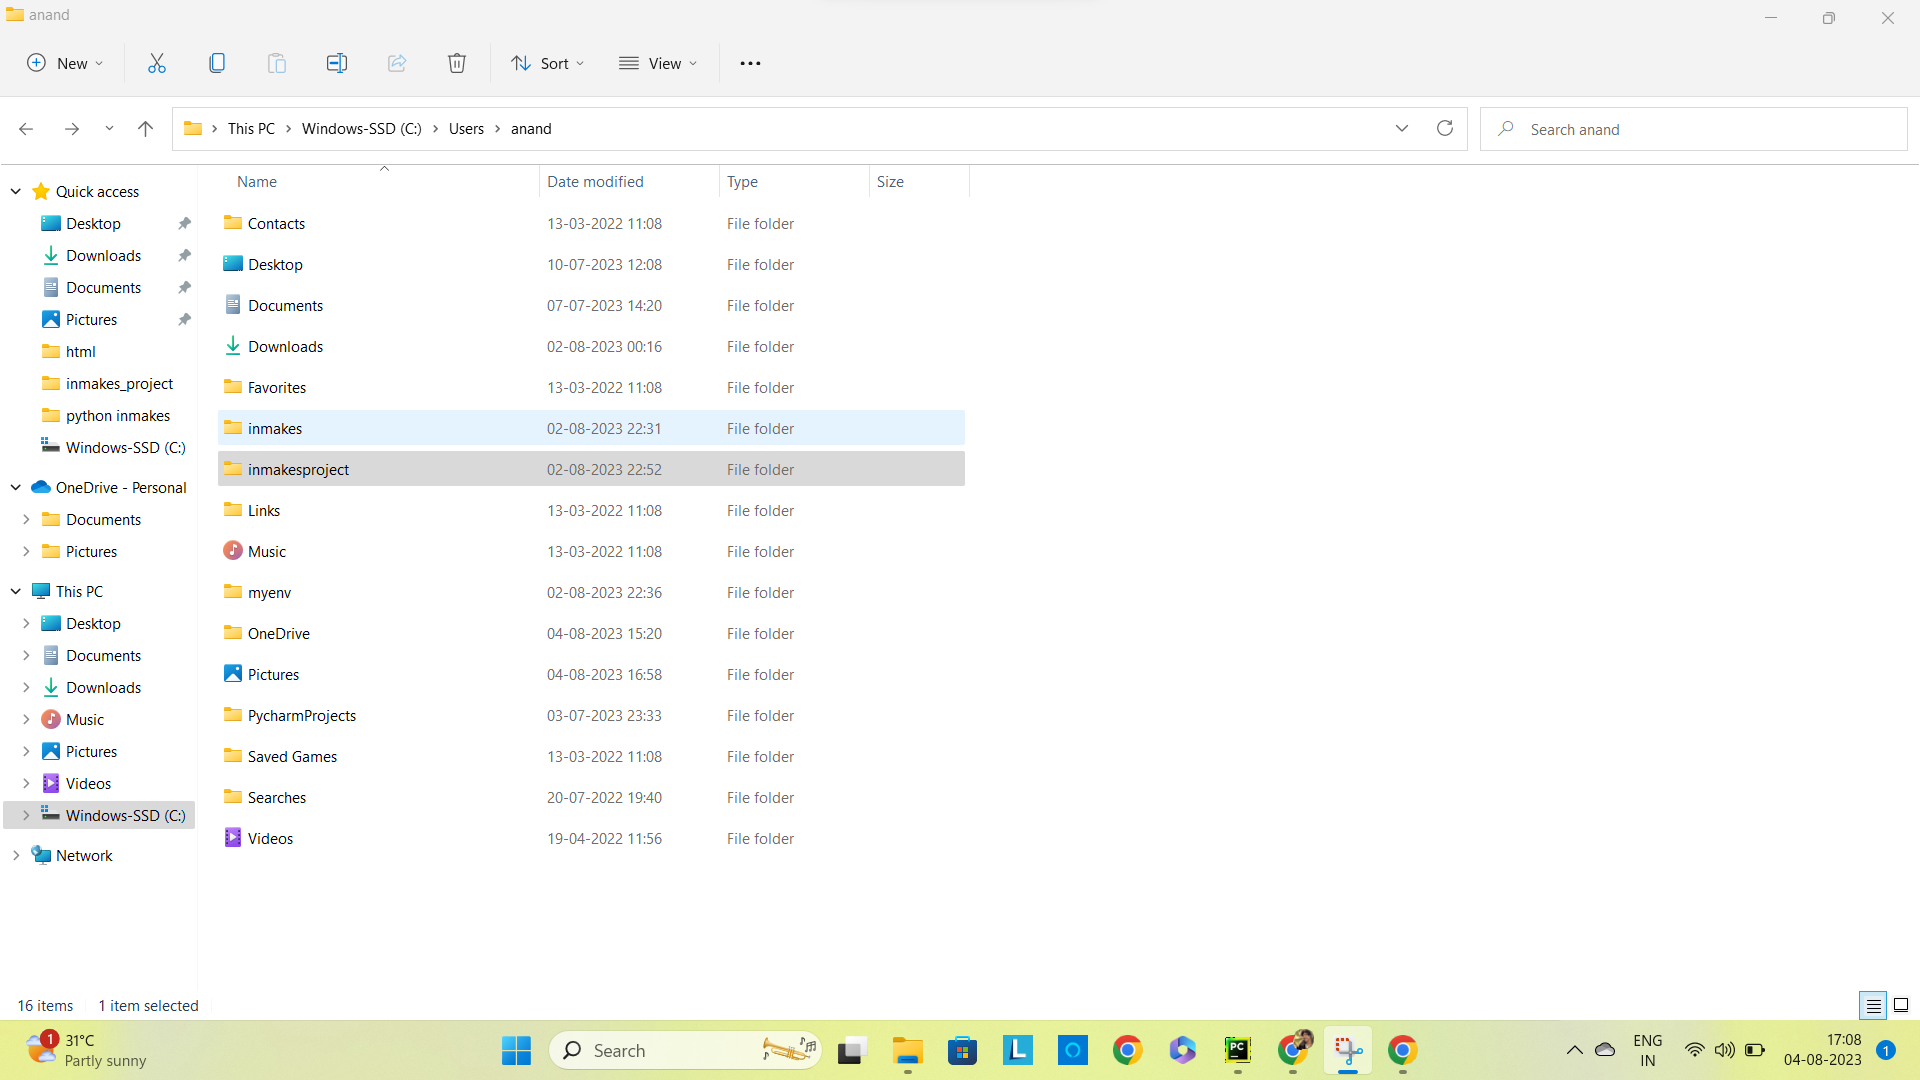 anand
New
Sort
View
This PC
Windows-SSD (C:)
Users
anand
Search anand
Quick access
Desktop
Downloads
Documents
Pictures
html
inmakes_project
python inmakes
Windows-SSD (C:)
OneDrive - Personal
Documents
Pictures
This PC
Desktop
Documents
Downloads
Music
Pictures
Videos
Windows-SSD (C:)
Network
Name Date modified Type Size
Contacts 13-03-2022 11:08 File folder
Desktop 10-07-2023 12:08 File folder
Documents 07-07-2023 14:20 File folder
Downloads 02-08-2023 00:16 File folder
Favorites 13-03-2022 11:08 File folder
inmakes 02-08-2023 22:31 File folder
inmakesproject 02-08-2023 22:52 File folder
Links 13-03-2022 11:08 File folder
Music 13-03-2022 11:08 File folder
myenv 02-08-2023 22:36 File folder
OneDrive 04-08-2023 15:20 File folder
Pictures 04-08-2023 16:58 File folder
PycharmProjects 03-07-2023 23:33 File folder
Saved Games 13-03-2022 11:08 File folder
Searches 20-07-2022 19:40 File folder
Videos 19-04-2022 11:56 File folder
16 items 1 item selected
1
31°C
Partly sunny
Search
L
PC
ENG
IN
17:08
04-08-2023
1